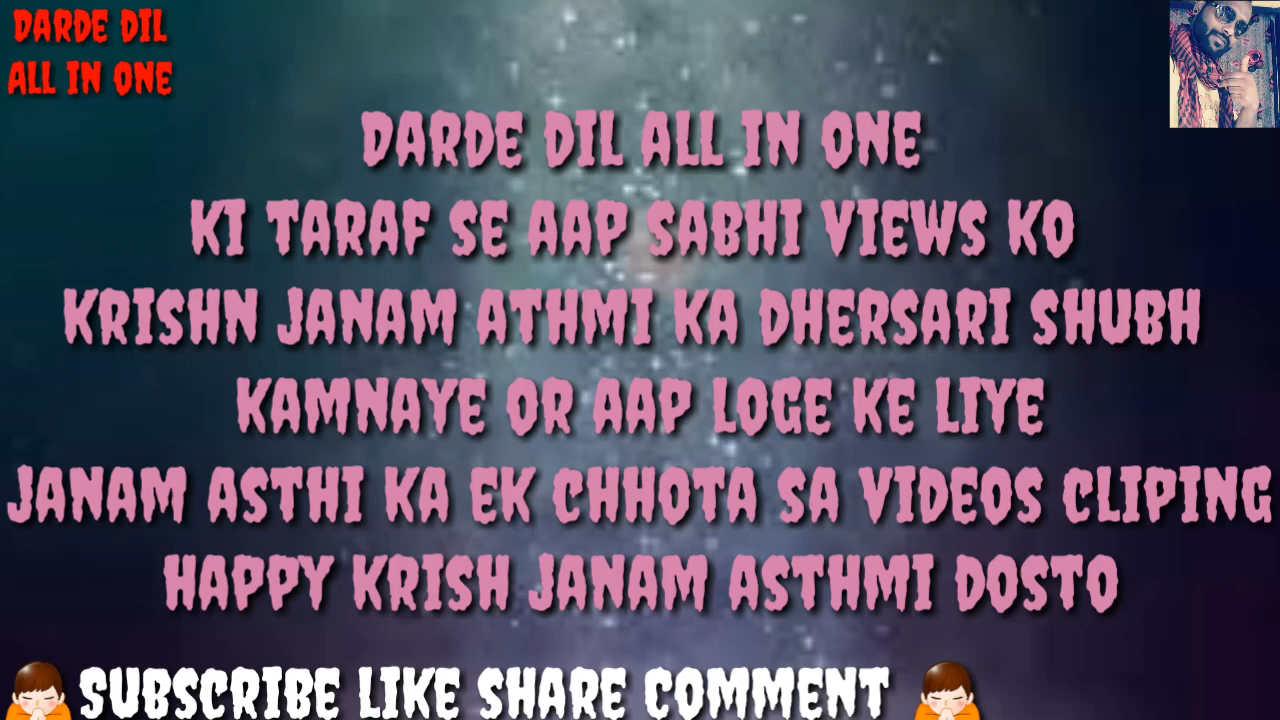 DARDE DIL
ALL IN ONE
DARDE DIL ALL IN ONE
KI TARAF SE AAP SABHI VIEWS KO
KRISHN JANAM ATHMI KA DHERSARI SHUBH
KAMNAYE OR AAP LOGE KE LIYE
JANAM ASTHI KA EK CHHOTA SA VIDEOS CLIPING
HAPPY KRISH JANAM ASTHMI DOSTO
SUBSCRIBE LIKE SHARE COMMENT